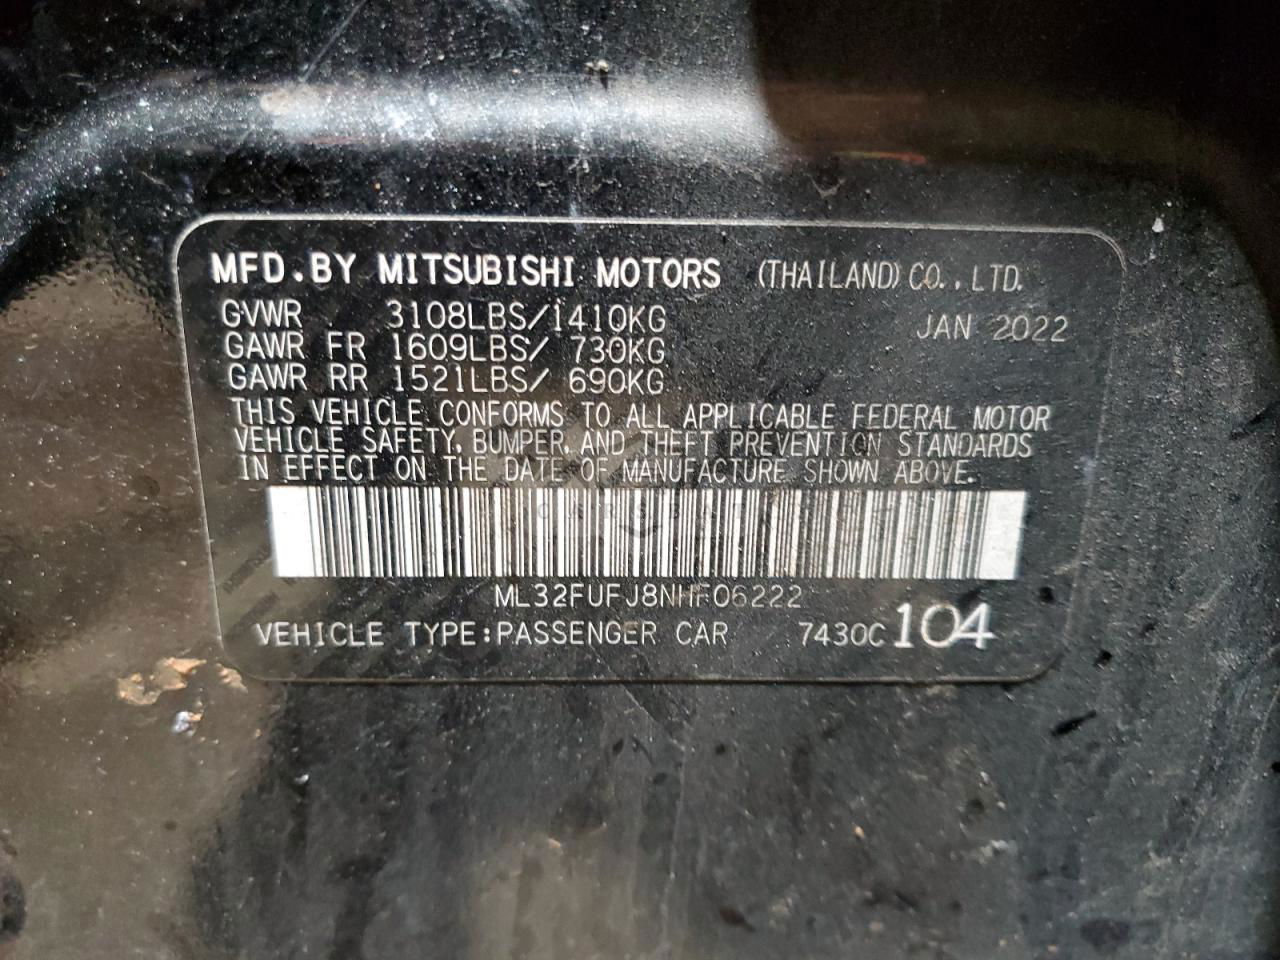 MFD.BY MITSUBISHI MOTORS (THAILAND) CO.,LTD.
GVWR 3108LBS/1410KG JAN 2022
GAWR FR 1609LBS/ 730KG
GAWR RR 1521LBS/ 690KG
THIS VEHICLE CONFORMS TO ALL APPLICABLE FEDERAL MOTOR
VEHICLE SAFETY, BUMPER, AND THEFT PREVENTION STANDARDS
IN EFFECT ON THE DATE OF MANUFACTURE SHOWN ABOVE.
ML32FUFJ8NHF06222
VEHICLE TYPE:PASSENGER CAR 7430C 104